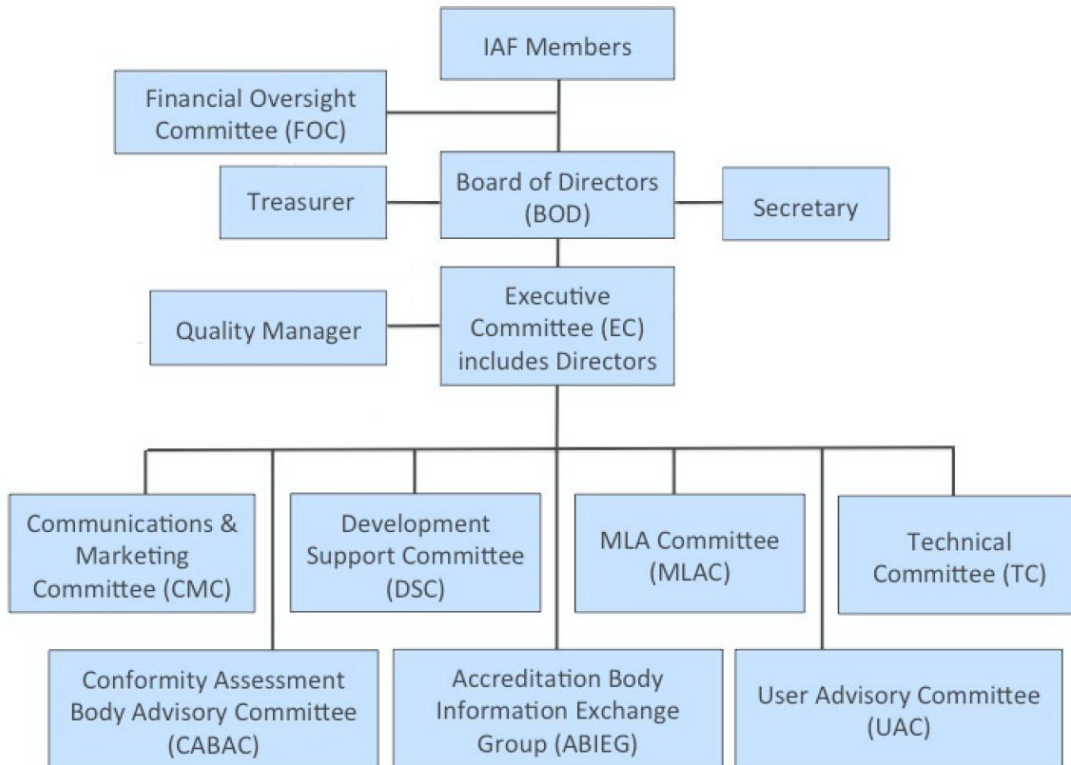 IAF Members
Financial Oversight
Committee (FOC)
Treasurer
Board of Directors
(BOD)
Secretary
Quality Manager
Executive
Committee (EC)
includes Directors
Communications &
Marketing
Committee (CMC)
Development
Support Committee
(DSC)
MLA Committee
(MLAC)
Technical
Committee (TC)
Conformity Assessment
Body Advisory Committee
(CABAC)
Accreditation Body
Information Exchange
Group (ABIEG)
User Advisory Committee
(UAC)